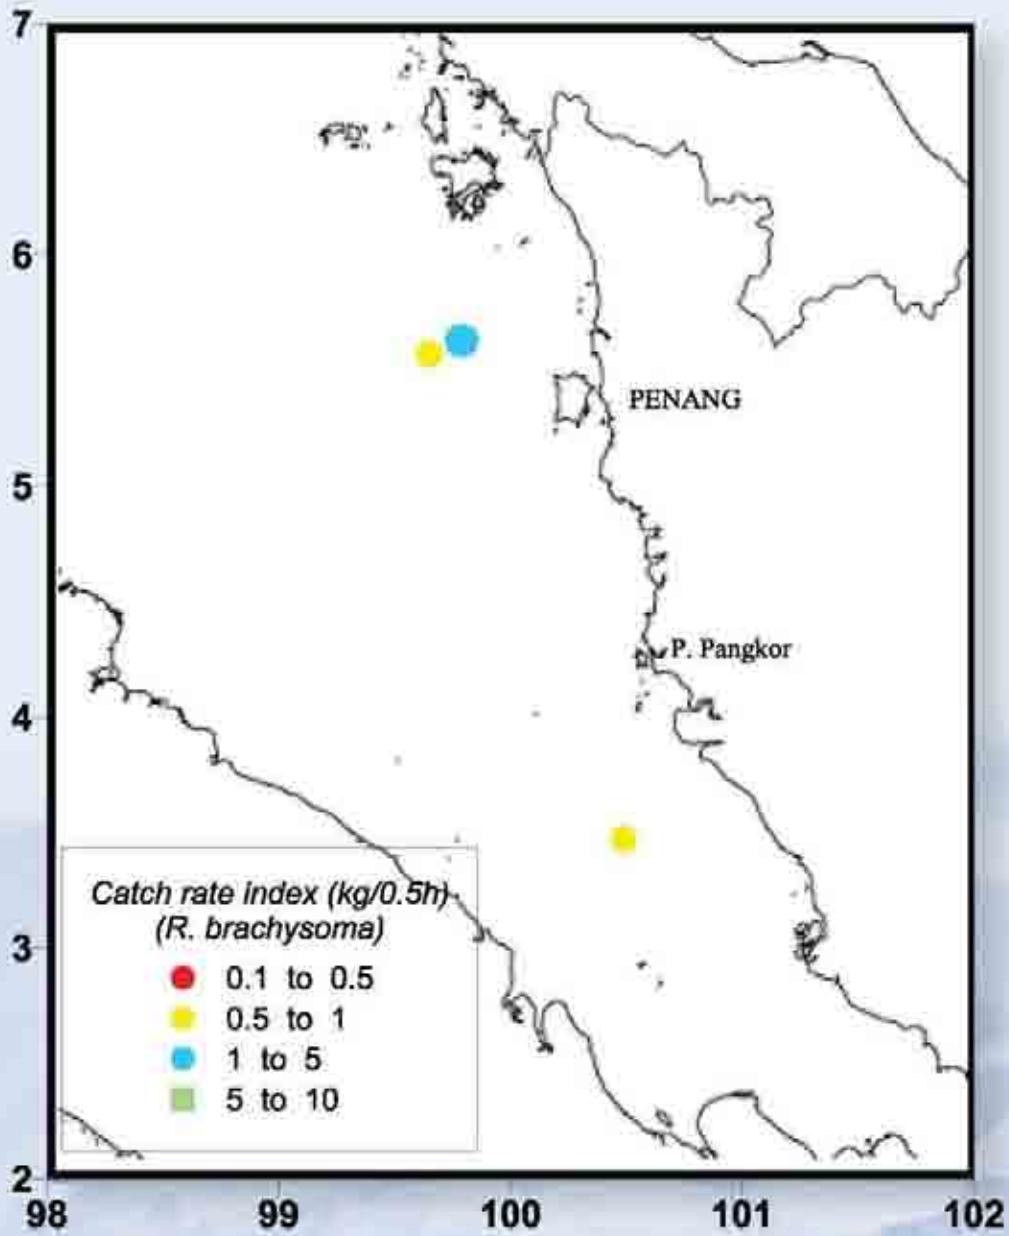 7
6
PENANG
5
P. Pangkor
4
Catch rate index (kg/0.5h)
(R. brachysoma)
3
0.1 to 0.5
0.5 to 1
1 to 5
5 to 10
2
98 99 100 101 102